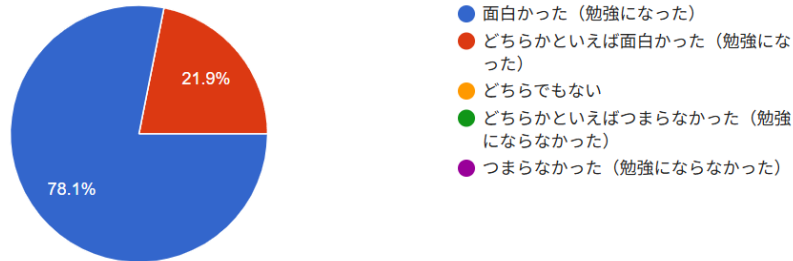 21.9%
78.1%
面白かった（勉強になった）
どちらかといえば面白かった（勉強にな
った）
どちらでもない
どちらかといえばつまらなかった（勉強
にならなかった）
つまらなかった（勉強にならなかった）